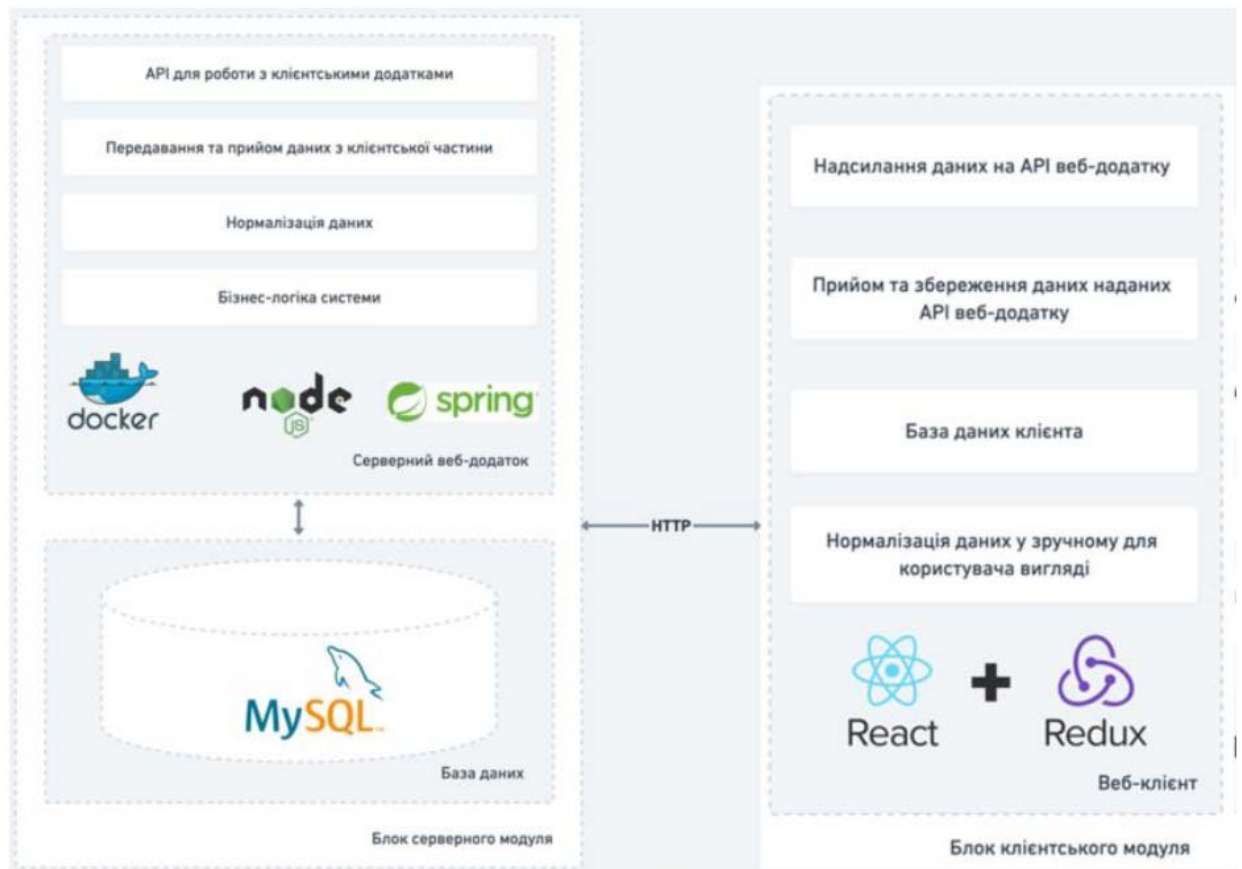 API для роботи з клієнтськими додатками
Передавання та прийом даних з клієнтської частини
Нормалізація даних
Бізнес-логіка системи
docker
node
JS
spring
Серверний веб-додаток
MySQL
База даних
Блок серверного модуля
HTTP
Надсилання даних на API веб-додатку
Прийом та збереження даних наданих
API веб-додатку
База даних клієнта
Нормалізація даних у зручному для
користувача вигляді
React
Redux
Веб-клієнт
Блок клієнтського модуля